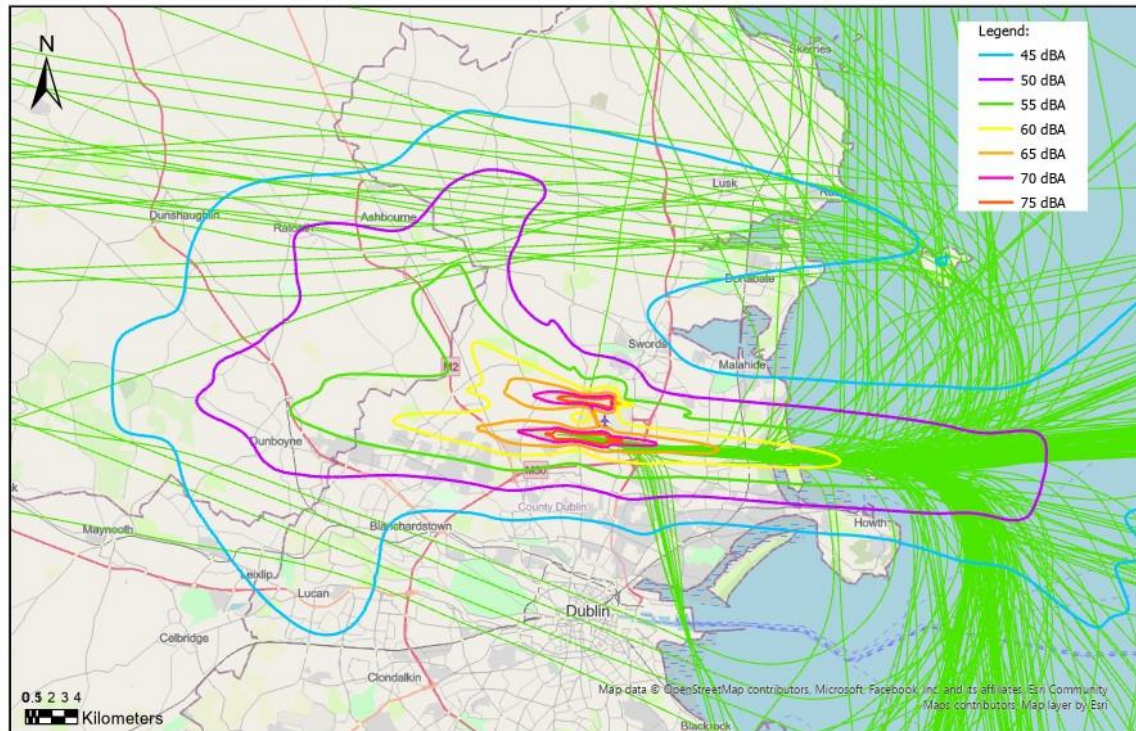 N
Legend:
45 dBA
50 dBA
55 dBA
60 dBA
65 dBA
70 dBA
75 dBA
Skerries
Lusk
Dunshaughlin
Ashbourne
Ratoath
Donabate
M2
Swords
Malahide
Dunboyne
M50
County Dublin
Howth
Blanchardstown
Maynooth
Leixlip
Lucan
Dublin
Celbridge
Clondalkin
Blackrock
0.5 2 3 4
Kilometers
Map data © OpenStreetMap contributors, Microsoft, Facebook, Inc. and its affiliates, Esri Community
Maps contributors, Map layer by Esri